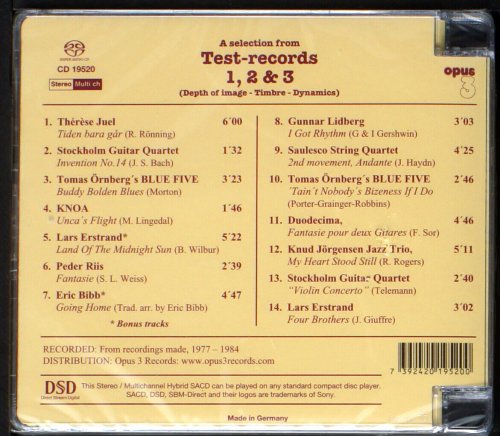 SUPER AUDIO CD
CD 19520
Stereo Multi ch
A selection from
Test-records
1, 2 & 3
(Depth of image - Timbre - Dynamics)
opus
3
1. Thérèse Juel 6'00
Tiden bara går (R. Rönning)
2. Stockholm Guitar Quartet 1'32
Invention No.14 (J. S. Bach)
3. Tomas Örnberg´s BLUE FIVE 3'23
Buddy Bolden Blues (Morton)
4. KNOA 1'46
Unca´s Flight (M. Lingedal)
5. Lars Erstrand* 5'22
Land Of The Midnight Sun (B. Wilbur)
6. Peder Riis 2'39
Fantasie (S. L. Weiss)
7. Eric Bibb* 4'47
Going Home (Trad. arr. by Eric Bibb)
* Bonus tracks
8. Gunnar Lidberg 3'03
I Got Rhythm (G & I Gershwin)
9. Saulesco String Quartet 4'25
2nd movement, Andante (J. Haydn)
10. Tomas Örnberg´s BLUE FIVE 2'46
´Tain´t Nobody´s Bizeness If I Do
(Porter-Grainger-Robbins)
11. Duodecima, 4'46
Fantasie pour deux Gitares (F. Sor)
12. Knud Jörgensen Jazz Trio, 5'11
My Heart Stood Still (R. Rogers)
13. Stockholm Guitar Quartet 2'40
"Violin Concerto" (Telemann)
14. Lars Erstrand 3'02
Four Brothers (J. Giuffre)
RECORDED: From recordings made, 1977 – 1984
DISTRIBUTION: Opus 3 Records: www.opus3records.com
7 392420 195200
DSD
Direct Stream Digital
This Stereo / Multichannel Hybrid SACD can be played on any standard compact disc player.
SACD, DSD, SBM-Direct and their logos are trademarks of Sony.
Made in Germany